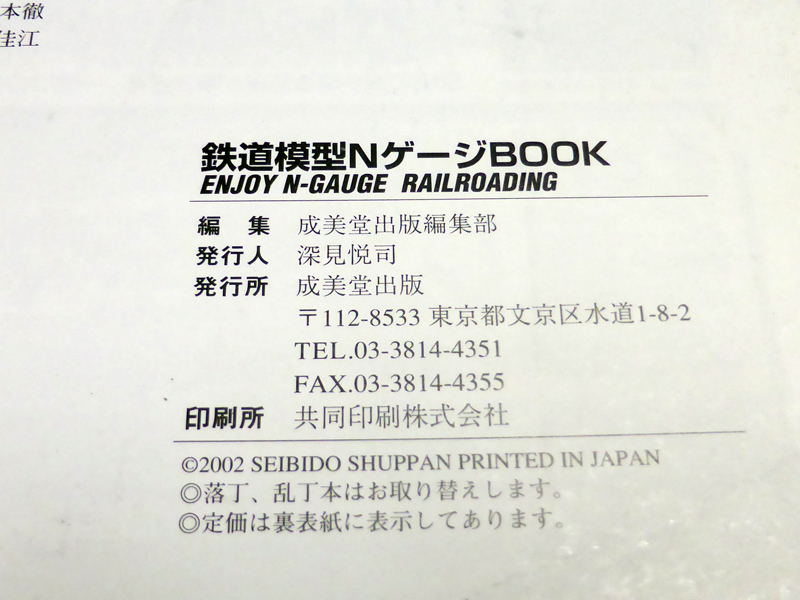 本徹
佳江
鉄道模型NゲージBOOK
ENJOY N-GAUGE RAILROADING
編 集 成美堂出版編集部
発行人 深見悦司
発行所 成美堂出版
〒112-8533 東京都文京区水道1-8-2
TEL.03-3814-4351
FAX.03-3814-4355
印刷所 共同印刷株式会社
©2002 SEIBIDO SHUPPAN PRINTED IN JAPAN
◎落丁、乱丁本はお取り替えします。
◎定価は裏表紙に表示してあります。